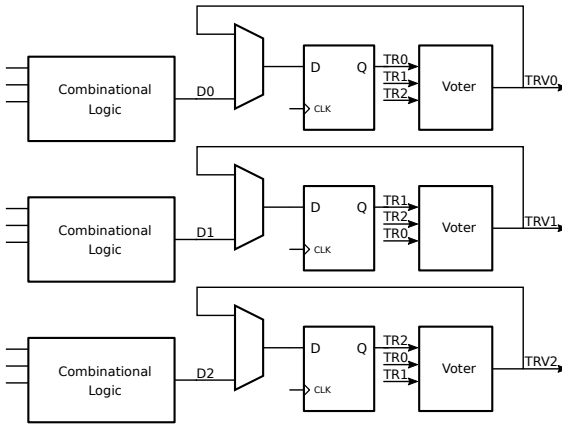 Combinational
Logic
D0
D Q
CLK
TR0
TR1
TR2
Voter
TRV0
Combinational
Logic
D1
D Q
CLK
TR1
TR2
TR0
Voter
TRV1
Combinational
Logic
D2
D Q
CLK
TR2
TR0
TR1
Voter
TRV2